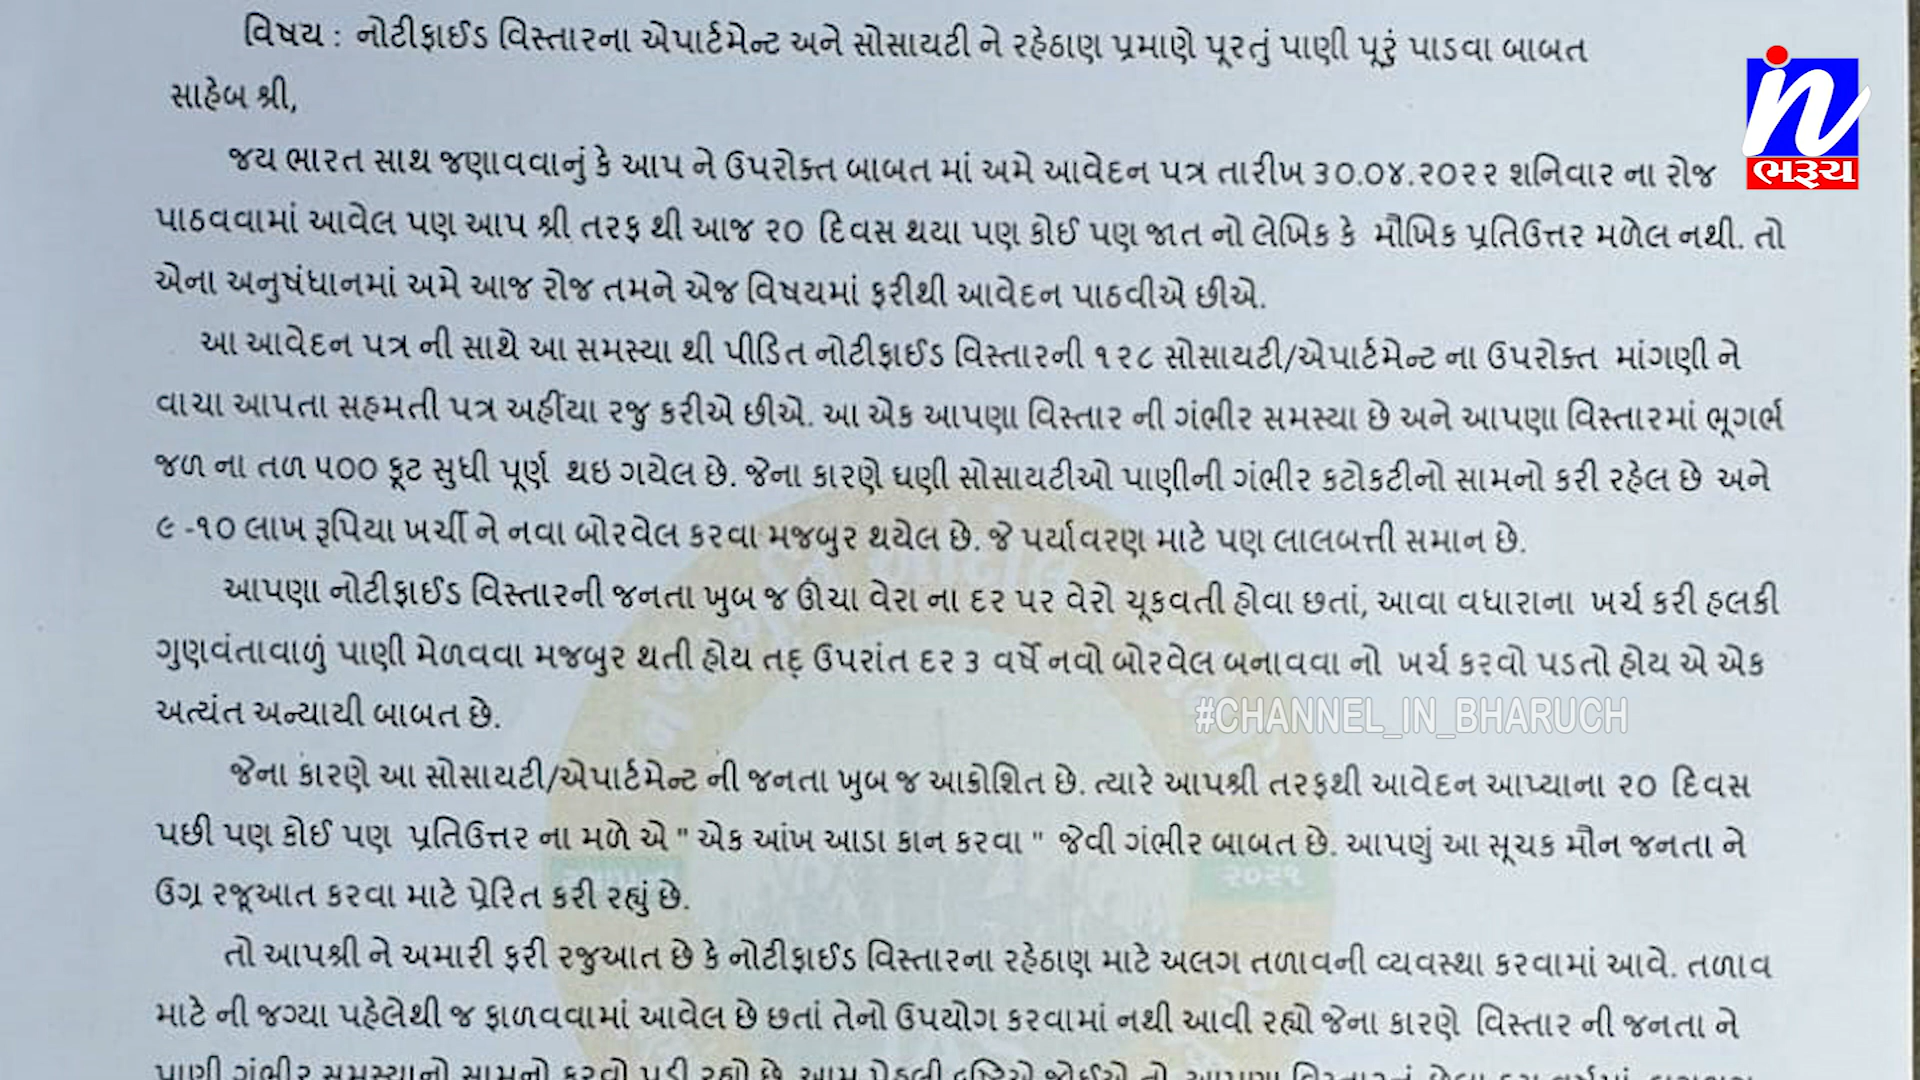 વિષય : નોટીફાઈડ વિસ્તારના એપાર્ટમેન્ટ અને સોસાયટી ને રહેઠાણ પ્રમાણે પૂરતું પાણી પૂરું પાડવા બાબત
સાહેબ શ્રી,
જય ભારત સાથ જણાવવાનું કે આપ ને ઉપરોક્ત બાબત માં અમે આવેદન પત્ર તારીખ ૩૦.૦૪.૨૦૨૨ શનિવાર ના રોજ
પાઠવવામાં આવેલ પણ આપ શ્રી તરફ થી આજ ૨૦ દિવસ થયા પણ કોઈ પણ જાત નો લેખિક કે મૌખિક પ્રતિઉત્તર મળેલ નથી. તો
એના અનુષંધાનમાં અમે આજ રોજ તમને એજ વિષયમાં ફરીથી આવેદન પાઠવીએ છીએ.
આ આવેદન પત્ર ની સાથે આ સમસ્યા થી પીડિત નોટીફાઈડ વિસ્તારની ૧૨૮ સોસાયટી/એપાર્ટમેન્ટ ના ઉપરોક્ત માંગણી ને
વાચા આપતા સહમતી પત્ર અહીંયા રજુ કરીએ છીએ. આ એક આપણા વિસ્તાર ની ગંભીર સમસ્યા છે અને આપણા વિસ્તારમાં ભૂગર્ભ
જળ ના તળ ૫૦૦ ફૂટ સુધી પૂર્ણ થઇ ગયેલ છે. જેના કારણે ઘણી સોસાયટીઓ પાણીની ગંભીર કટોકટીનો સામનો કરી રહેલ છે અને
૯ -૧૦ લાખ રૂપિયા ખર્ચી ને નવા બોરવેલ કરવા મજબુર થયેલ છે. જે પર્યાવરણ માટે પણ લાલબત્તી સમાન છે.
આપણા નોટીફાઈડ વિસ્તારની જનતા ખુબ જ ઊંચા વેરા ના દર પર વેરો ચૂકવતી હોવા છતાં, આવા વધારાના ખર્ચ કરી હલકી
ગુણવંતાવાળું પાણી મેળવવા મજબુર થતી હોય તદ્ ઉપરાંત દર ૩ વર્ષે નવો બોરવેલ બનાવવા નો ખર્ચ કરવો પડતો હોય એ એક
અત્યંત અન્યાયી બાબત છે.
જેના કારણે આ સોસાયટી/એપાર્ટમેન્ટ ની જનતા ખુબ જ આક્રોશિત છે. ત્યારે આપશ્રી તરફથી આવેદન આપ્યાના ૨૦ દિવસ
પછી પણ કોઈ પણ પ્રતિઉત્તર ના મળે એ " એક આંખ આડા કાન કરવા " જેવી ગંભીર બાબત છે. આપણું આ સૂચક મૌન જનતા ને
ઉગ્ર રજૂઆત કરવા માટે પ્રેરિત કરી રહ્યું છે.
તો આપશ્રી ને અમારી ફરી રજુઆત છે કે નોટીફાઈડ વિસ્તારના રહેઠાણ માટે અલગ તળાવની વ્યવસ્થા કરવામાં આવે. તળાવ
માટે ની જગ્યા પહેલેથી જ ફાળવવામાં આવેલ છે છતાં તેનો ઉપયોગ કરવામાં નથી આવી રહ્યો જેના કારણે વિસ્તાર ની જનતા ને
પાણી ગંભીર સમસ્યાનો સામનો કરવો પડી રહ્યો છે
in
ભરૂચ
#CHANNEL_IN_BHARUCH
૨૦૨૧